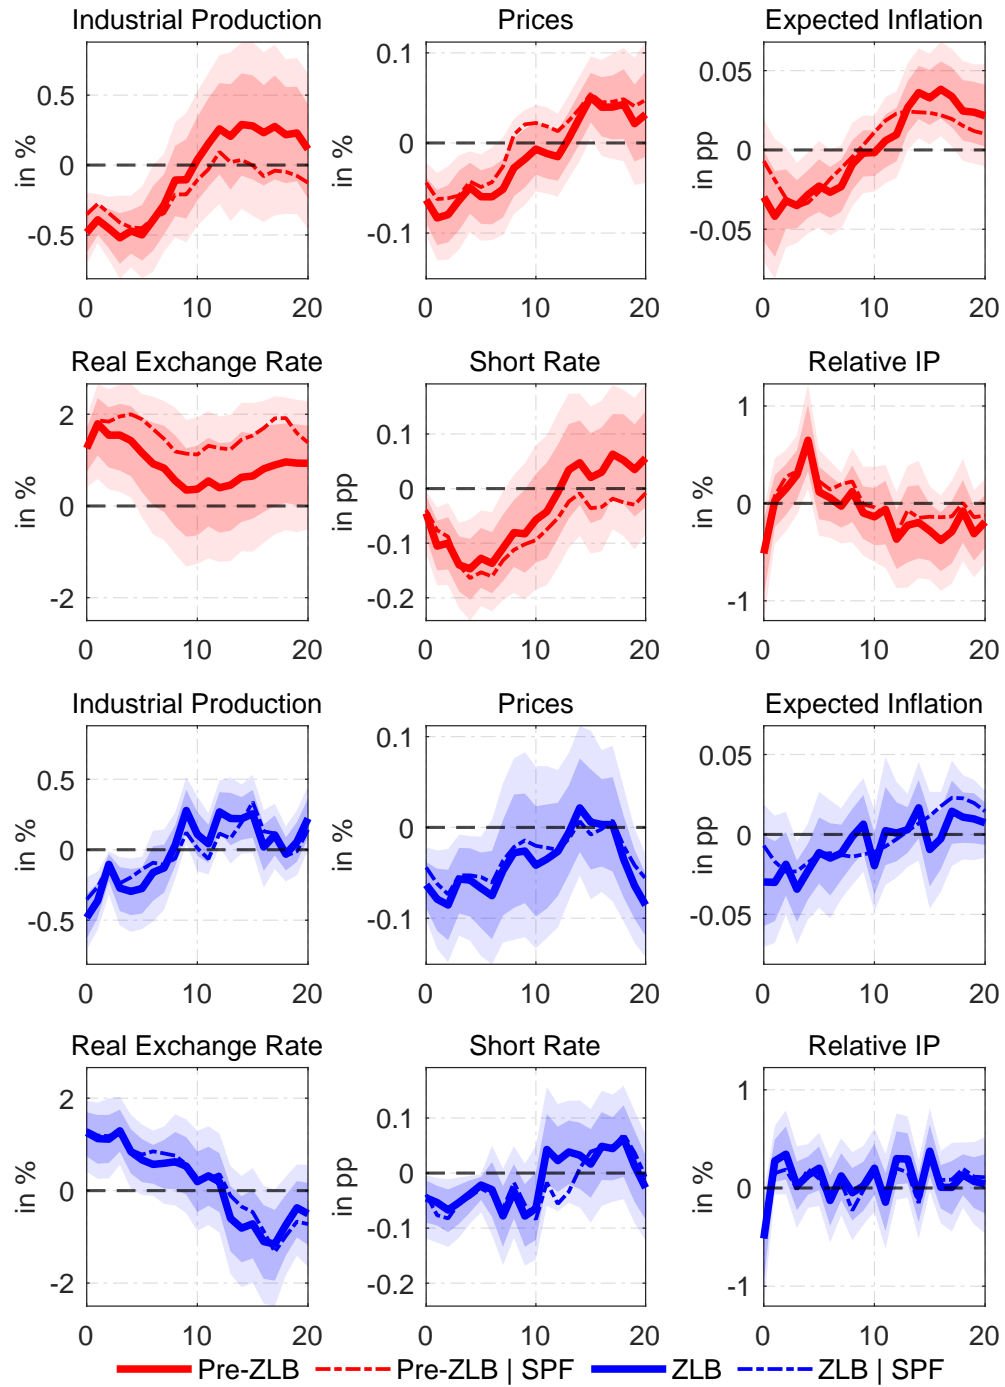 Industrial Production Prices Expected Inflation
in % 0.5 0 -0.5 0 10 20
in % 0.1 0 -0.1 0 10 20
in pp 0.05 0 -0.05 0 10 20
Real Exchange Rate Short Rate Relative IP
in % 2 0 -2 0 10 20
in pp 0.1 0 -0.1 -0.2 0 10 20
in % 1 0 -1 0 10 20
Industrial Production Prices Expected Inflation
in % 0.5 0 -0.5 0 10 20
in % 0.1 0 -0.1 0 10 20
in pp 0.05 0 -0.05 0 10 20
Real Exchange Rate Short Rate Relative IP
in % 2 0 -2 0 10 20
in pp 0.1 0 -0.1 -0.2 0 10 20
in % 1 0 -1 0 10 20
Pre-ZLB Pre-ZLB | SPF ZLB ZLB | SPF